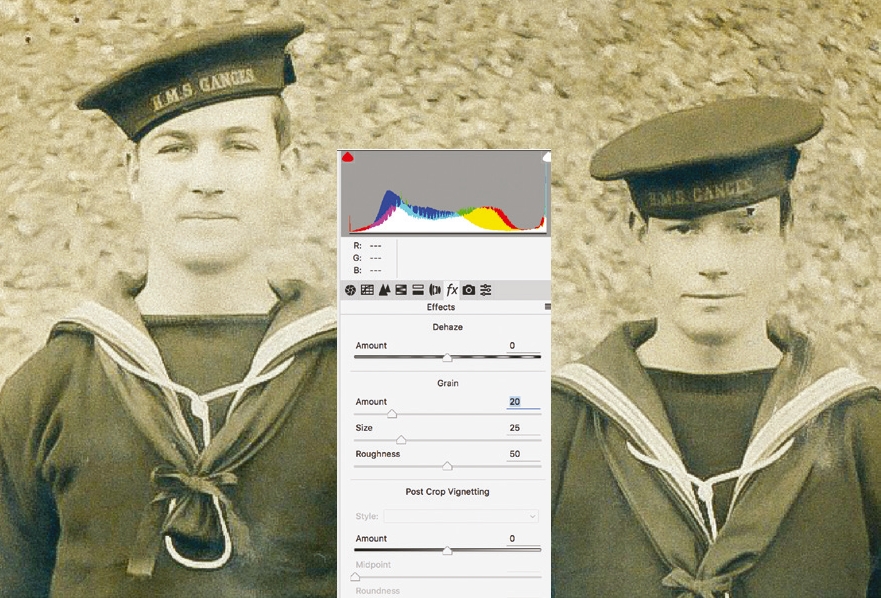 H.M.S. GANGES
H.M.S. GANGES
R: ---
G: ---
B: ---
fx
Effects
Dehaze
Amount 0
Grain
Amount 20
Size 25
Roughness 50
Post Crop Vignetting
Style:
Amount 0
Midpoint
Roundness